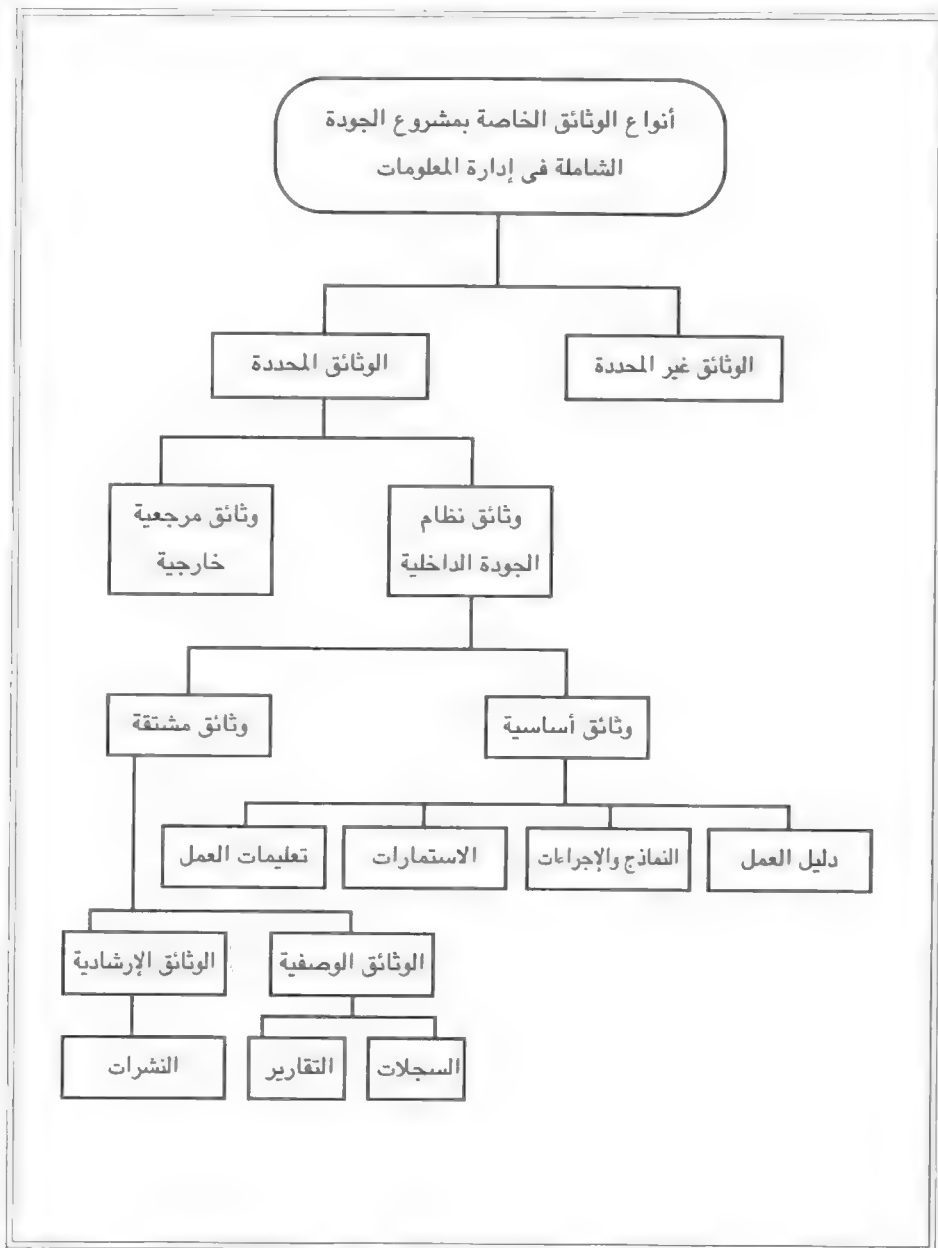 أنواع الوثائق الخاصة بمشروع الجودة
الشاملة فى إدارة المعلومات
الوثائق غير المحددة
الوثائق المحددة
وثائق نظام
الجودة الداخلية
وثائق مرجعية
خارجية
وثائق أساسية
وثائق مشتقة
دليل العمل
النماذج والإجراءات
الاستمارات
تعليمات العمل
الوثائق الوصفية
الوثائق الإرشادية
السجلات
التقارير
النشرات